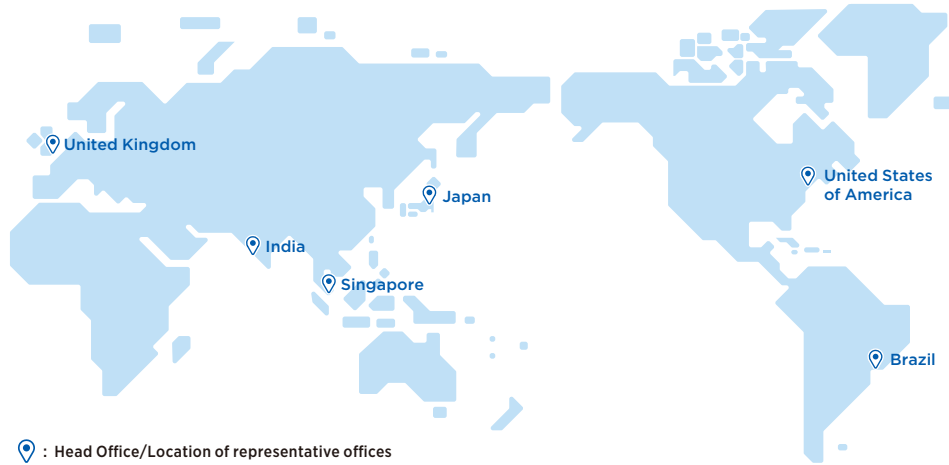 United Kingdom
United States
of America
Japan
India
Singapore
Brazil
: Head Office/Location of representative offices